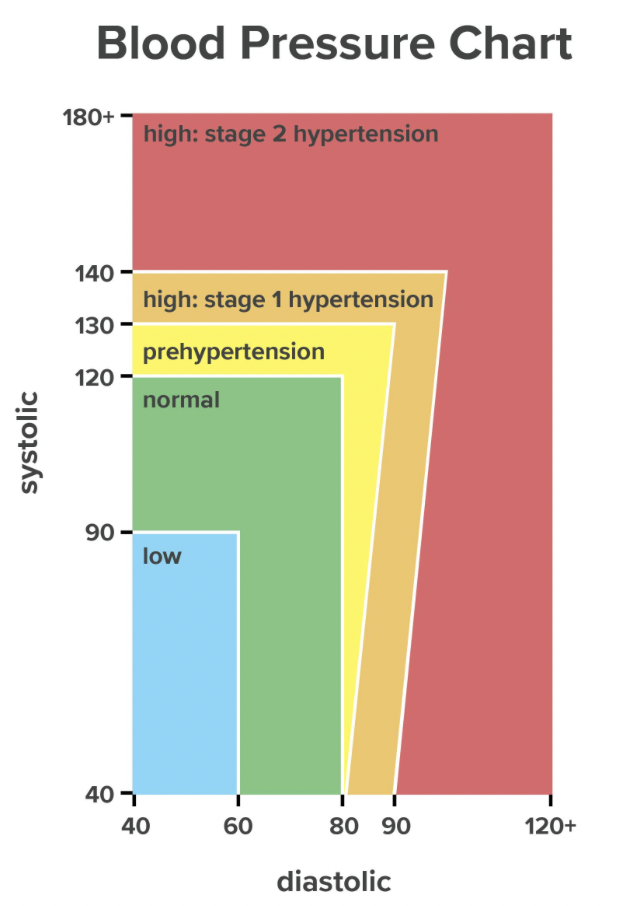 Blood Pressure Chart
180+
high: stage 2 hypertension
140
high: stage 1 hypertension
130
prehypertension
120
normal
systolic
90
low
40
40 60 80 90 120+
diastolic